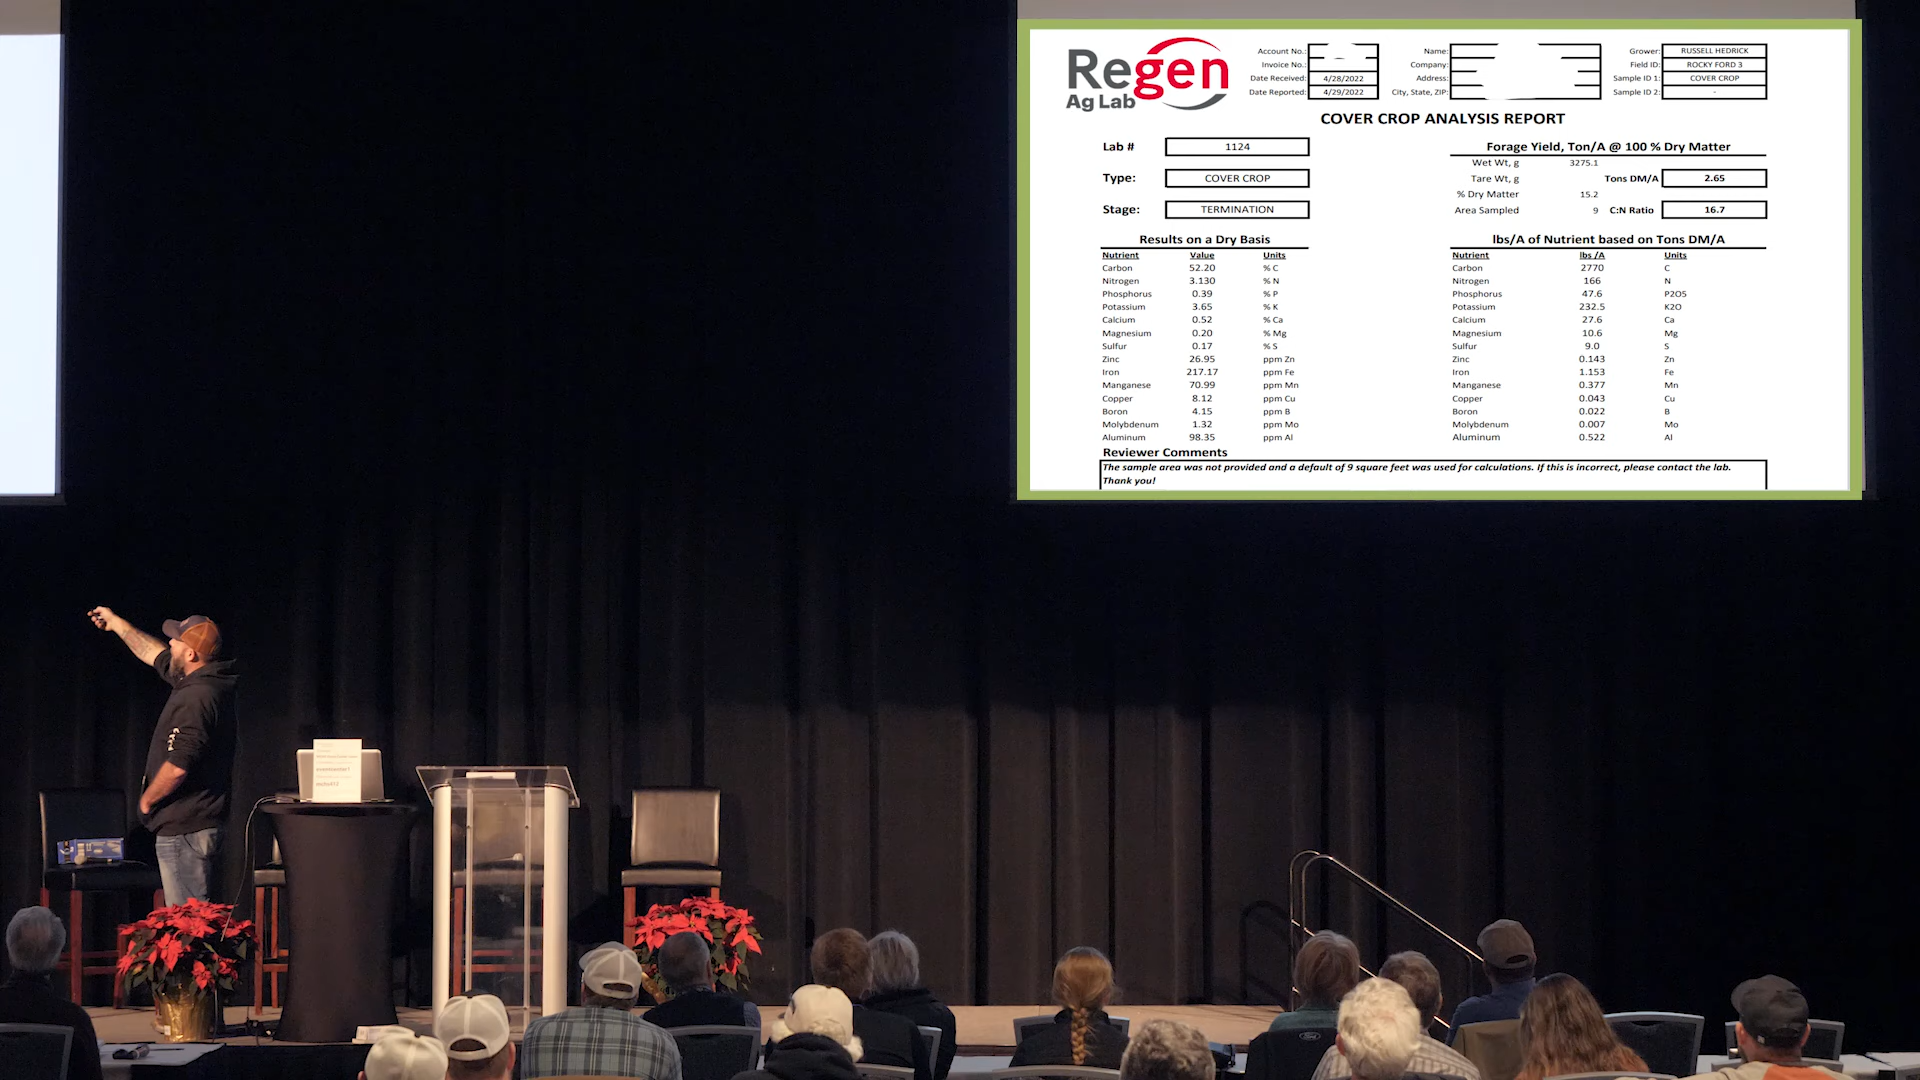 Regen
Ag Lab
Account No.:
Invoice No.:
Date Received: 4/28/2022
Date Reported: 4/29/2022
Name:
Company:
Address:
City, State, ZIP:
Grower: RUSSELL HEDRICK
Field ID: ROCKY FORD 3
Sample ID 1: COVER CROP
Sample ID 2: -
COVER CROP ANALYSIS REPORT
Lab # 1124
Type: COVER CROP
Stage: TERMINATION
Forage Yield, Ton/A @ 100 % Dry Matter
Wet Wt, g 3275.1
Tare Wt, g Tons DM/A 2.65
% Dry Matter 15.2
Area Sampled 9 C:N Ratio 16.7
Results on a Dry Basis
Nutrient Value Units
Carbon 52.20 % C
Nitrogen 3.130 % N
Phosphorus 0.39 % P
Potassium 3.65 % K
Calcium 0.52 % Ca
Magnesium 0.20 % Mg
Sulfur 0.17 % S
Zinc 26.95 ppm Zn
Iron 217.17 ppm Fe
Manganese 70.99 ppm Mn
Copper 8.12 ppm Cu
Boron 4.15 ppm B
Molybdenum 1.32 ppm Mo
Aluminum 98.35 ppm Al
lbs/A of Nutrient based on Tons DM/A
Nutrient lbs /A Units
Carbon 2770 C
Nitrogen 166 N
Phosphorus 47.6 P2O5
Potassium 232.5 K2O
Calcium 27.6 Ca
Magnesium 10.6 Mg
Sulfur 9.0 S
Zinc 0.143 Zn
Iron 1.153 Fe
Manganese 0.377 Mn
Copper 0.043 Cu
Boron 0.022 B
Molybdenum 0.007 Mo
Aluminum 0.522 Al
Reviewer Comments
The sample area was not provided and a default of 9 square feet was used for calculations. If this is incorrect, please contact the lab.
Thank you!
Ford